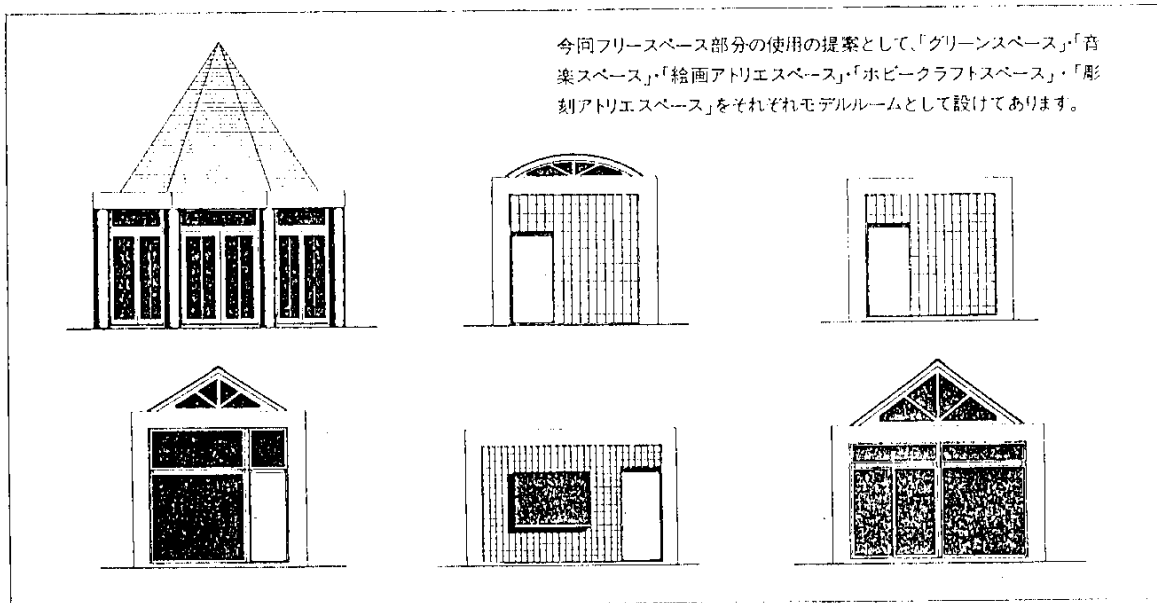 今回フリースペース部分の使用の提案として、「グリーンスペース」・「音
楽スペース」・「絵画アトリエスペース」・「ホビークラフトスペース」・「彫
刻アトリエスペース」をそれぞれモデルルームとして設けてあります。